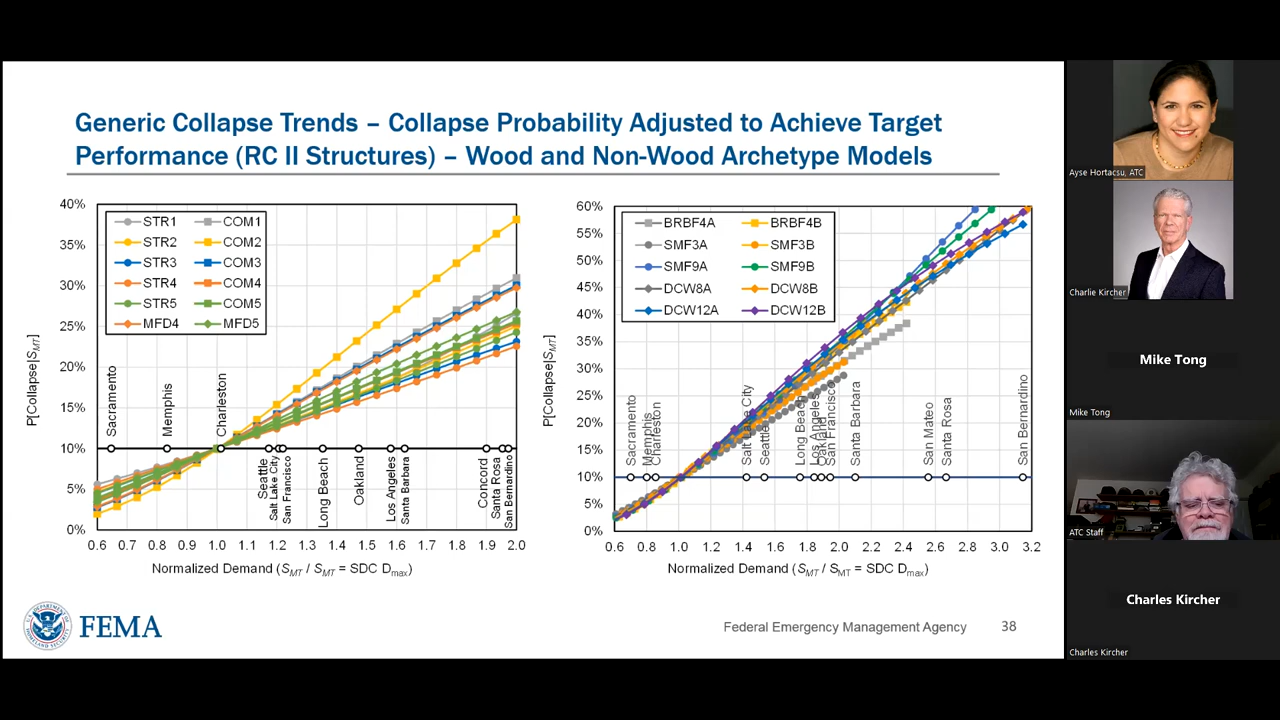 Generic Collapse Trends – Collapse Probability Adjusted to Achieve Target
Performance (RC II Structures) – Wood and Non-Wood Archetype Models
40%
35%
30%
25%
20%
15%
10%
5%
0%
P[Collapse|S_MT]
STR1 COM1
STR2 COM2
STR3 COM3
STR4 COM4
STR5 COM5
MFD4 MFD5
Sacramento
Memphis
Charleston
Seattle
Salt Lake City
San Francisco
Long Beach
Oakland
Los Angeles
Santa Barbara
Concord
Santa Rosa
San Bernardino
0.6 0.7 0.8 0.9 1.0 1.1 1.2 1.3 1.4 1.5 1.6 1.7 1.8 1.9 2.0
Normalized Demand (S_MT / S_MT = SDC D_max)
60%
55%
50%
45%
40%
35%
30%
25%
20%
15%
10%
5%
0%
P[Collapse|S_MT]
BRBF4A BRBF4B
SMF3A SMF3B
SMF9A SMF9B
DCW8A DCW8B
DCW12A DCW12B
Sacramento
Memphis
Charleston
Salt Lake City
Seattle
Long Beach
Los Angeles
Oakland
San Francisco
Santa Barbara
San Mateo
Santa Rosa
San Bernardino
0.6 0.8 1.0 1.2 1.4 1.6 1.8 2.0 2.2 2.4 2.6 2.8 3.0 3.2
Normalized Demand (S_MT / S_MT = SDC D_max)
FEMA
Federal Emergency Management Agency 38
Ayse Hortacsu, ATC
Charlie Kircher
Mike Tong
Mike Tong
ATC Staff
Charles Kircher
Charles Kircher